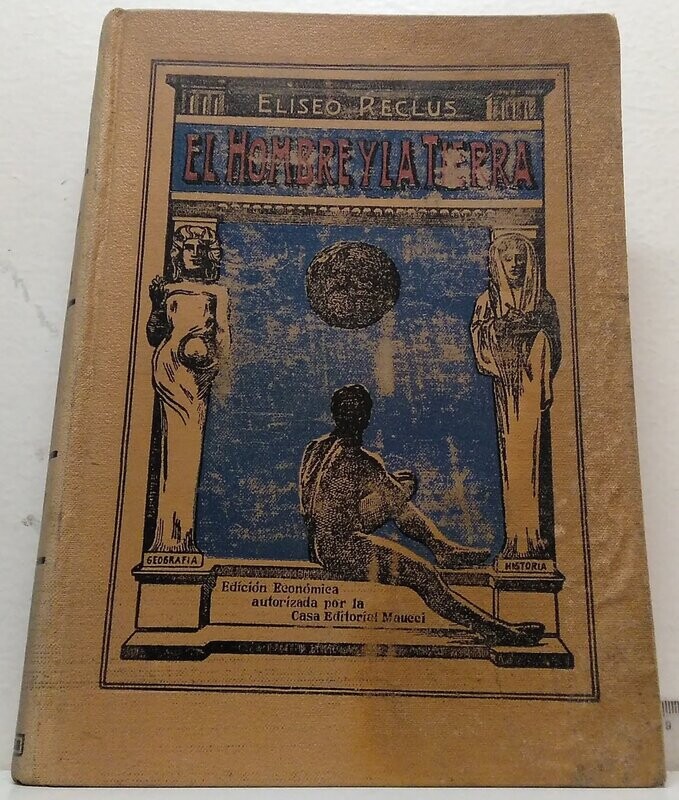 ELISEO RECLUS
EL HOMBRE Y LA TIERRA
GEOGRAFIA
HISTORIA
Edición Económica
autorizada por la
Casa Editorial Maucci